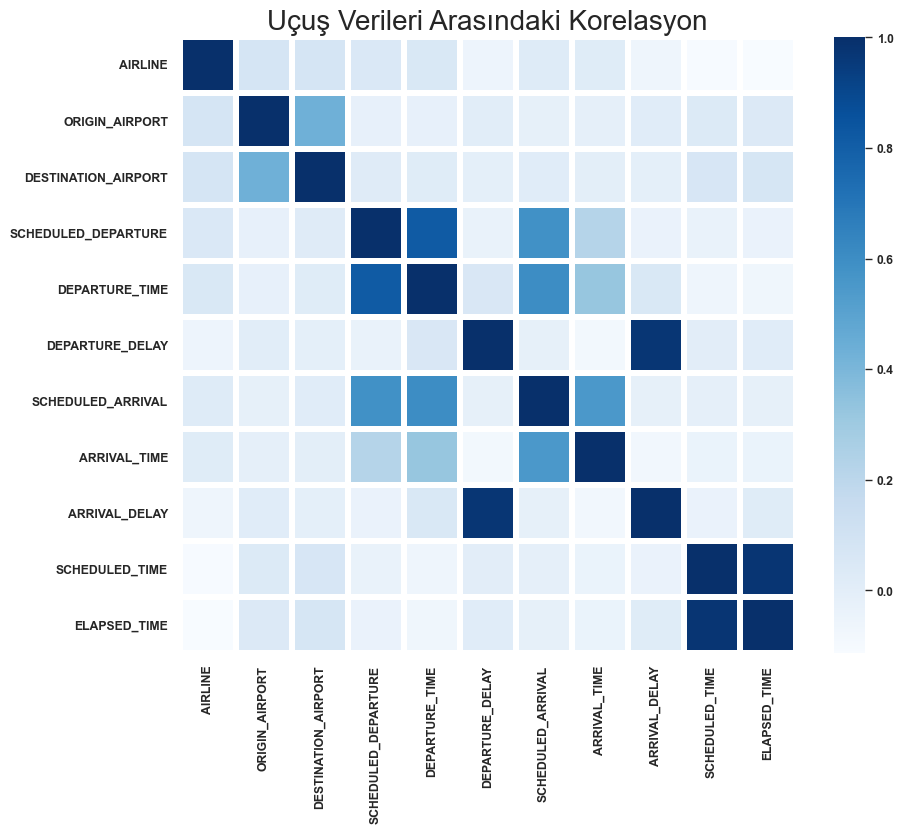 Uçuş Verileri Arasındaki Korelasyon
AIRLINE
ORIGIN_AIRPORT
DESTINATION_AIRPORT
SCHEDULED_DEPARTURE
DEPARTURE_TIME
DEPARTURE_DELAY
SCHEDULED_ARRIVAL
ARRIVAL_TIME
ARRIVAL_DELAY
SCHEDULED_TIME
ELAPSED_TIME
AIRLINE
ORIGIN_AIRPORT
DESTINATION_AIRPORT
SCHEDULED_DEPARTURE
DEPARTURE_TIME
DEPARTURE_DELAY
SCHEDULED_ARRIVAL
ARRIVAL_TIME
ARRIVAL_DELAY
SCHEDULED_TIME
ELAPSED_TIME
1.0
0.8
0.6
0.4
0.2
0.0